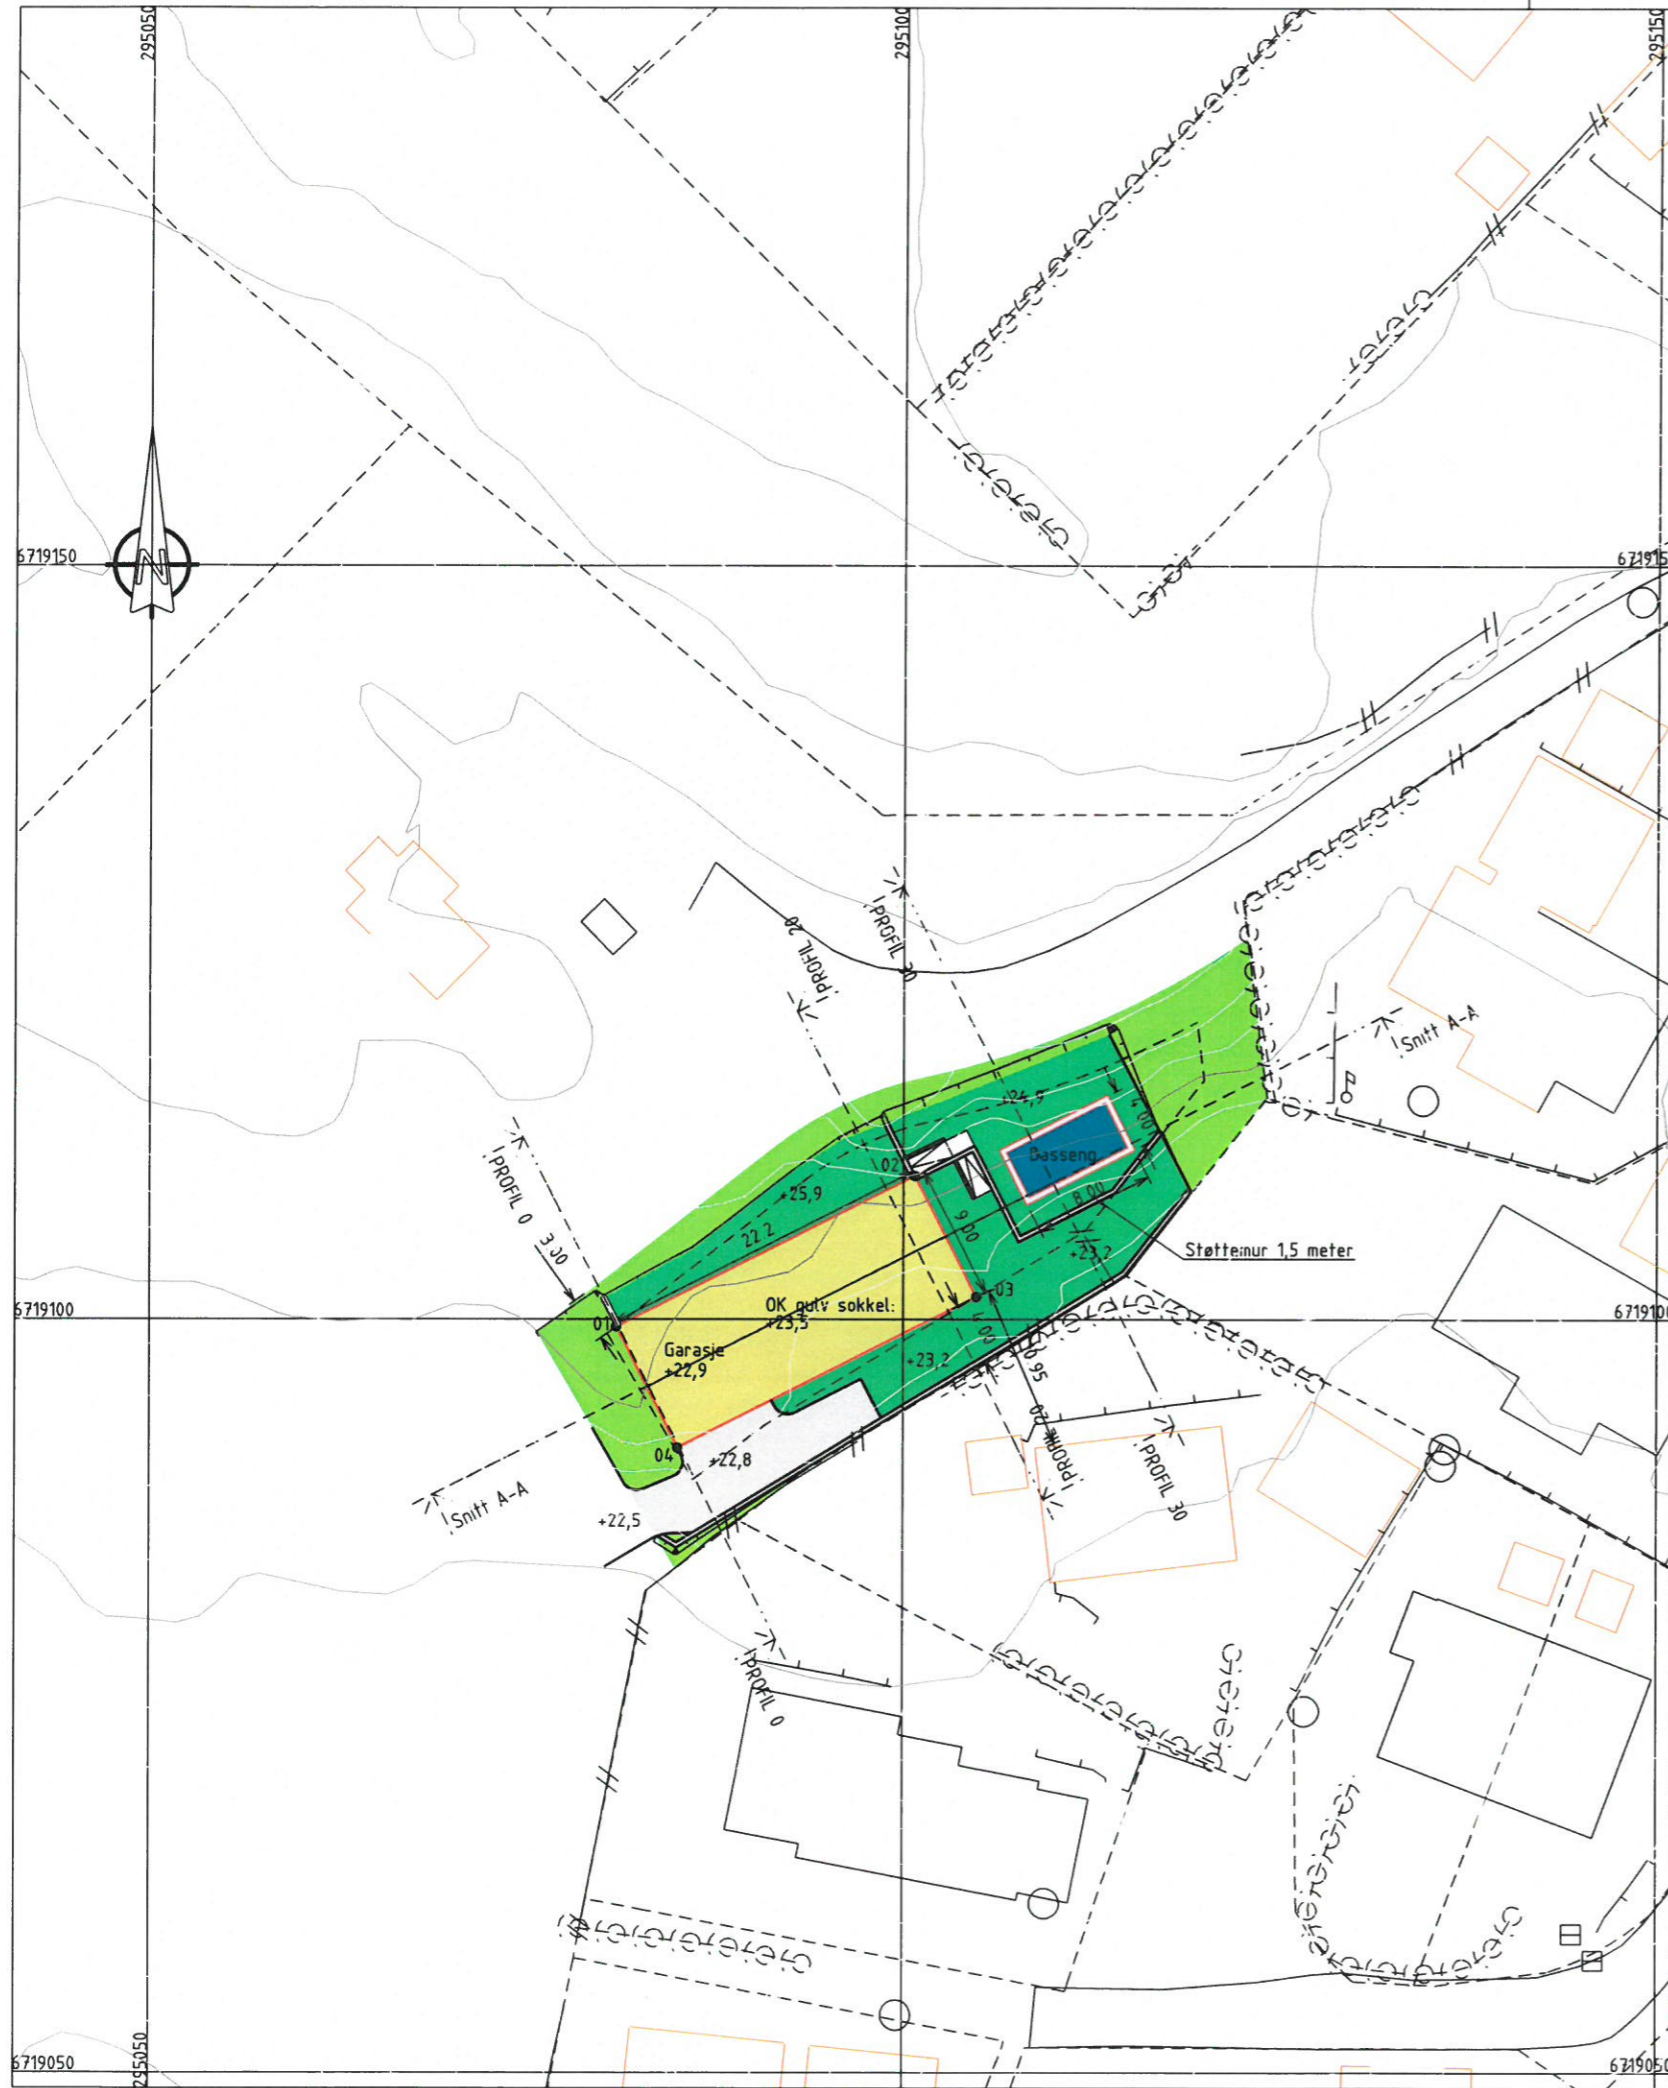 295050
295100
295150
N
6719150
671915
PROFIL 20
PROFIL 30
Snitt A-A
PROFIL 0
3,00
+24,9
4,00
Basseng
02
+25,9
22,2
9,00
8,00
+23,2
Støttemur 1,5 meter
6719100
6719100
01
OK gulv sokkel:
+23,5
03
Garasje
+22,9
+23,2
04
+22,8
PROFIL 20
PROFIL 30
Snitt A-A
+22,5
PROFIL 0
6719050
295050
6719050